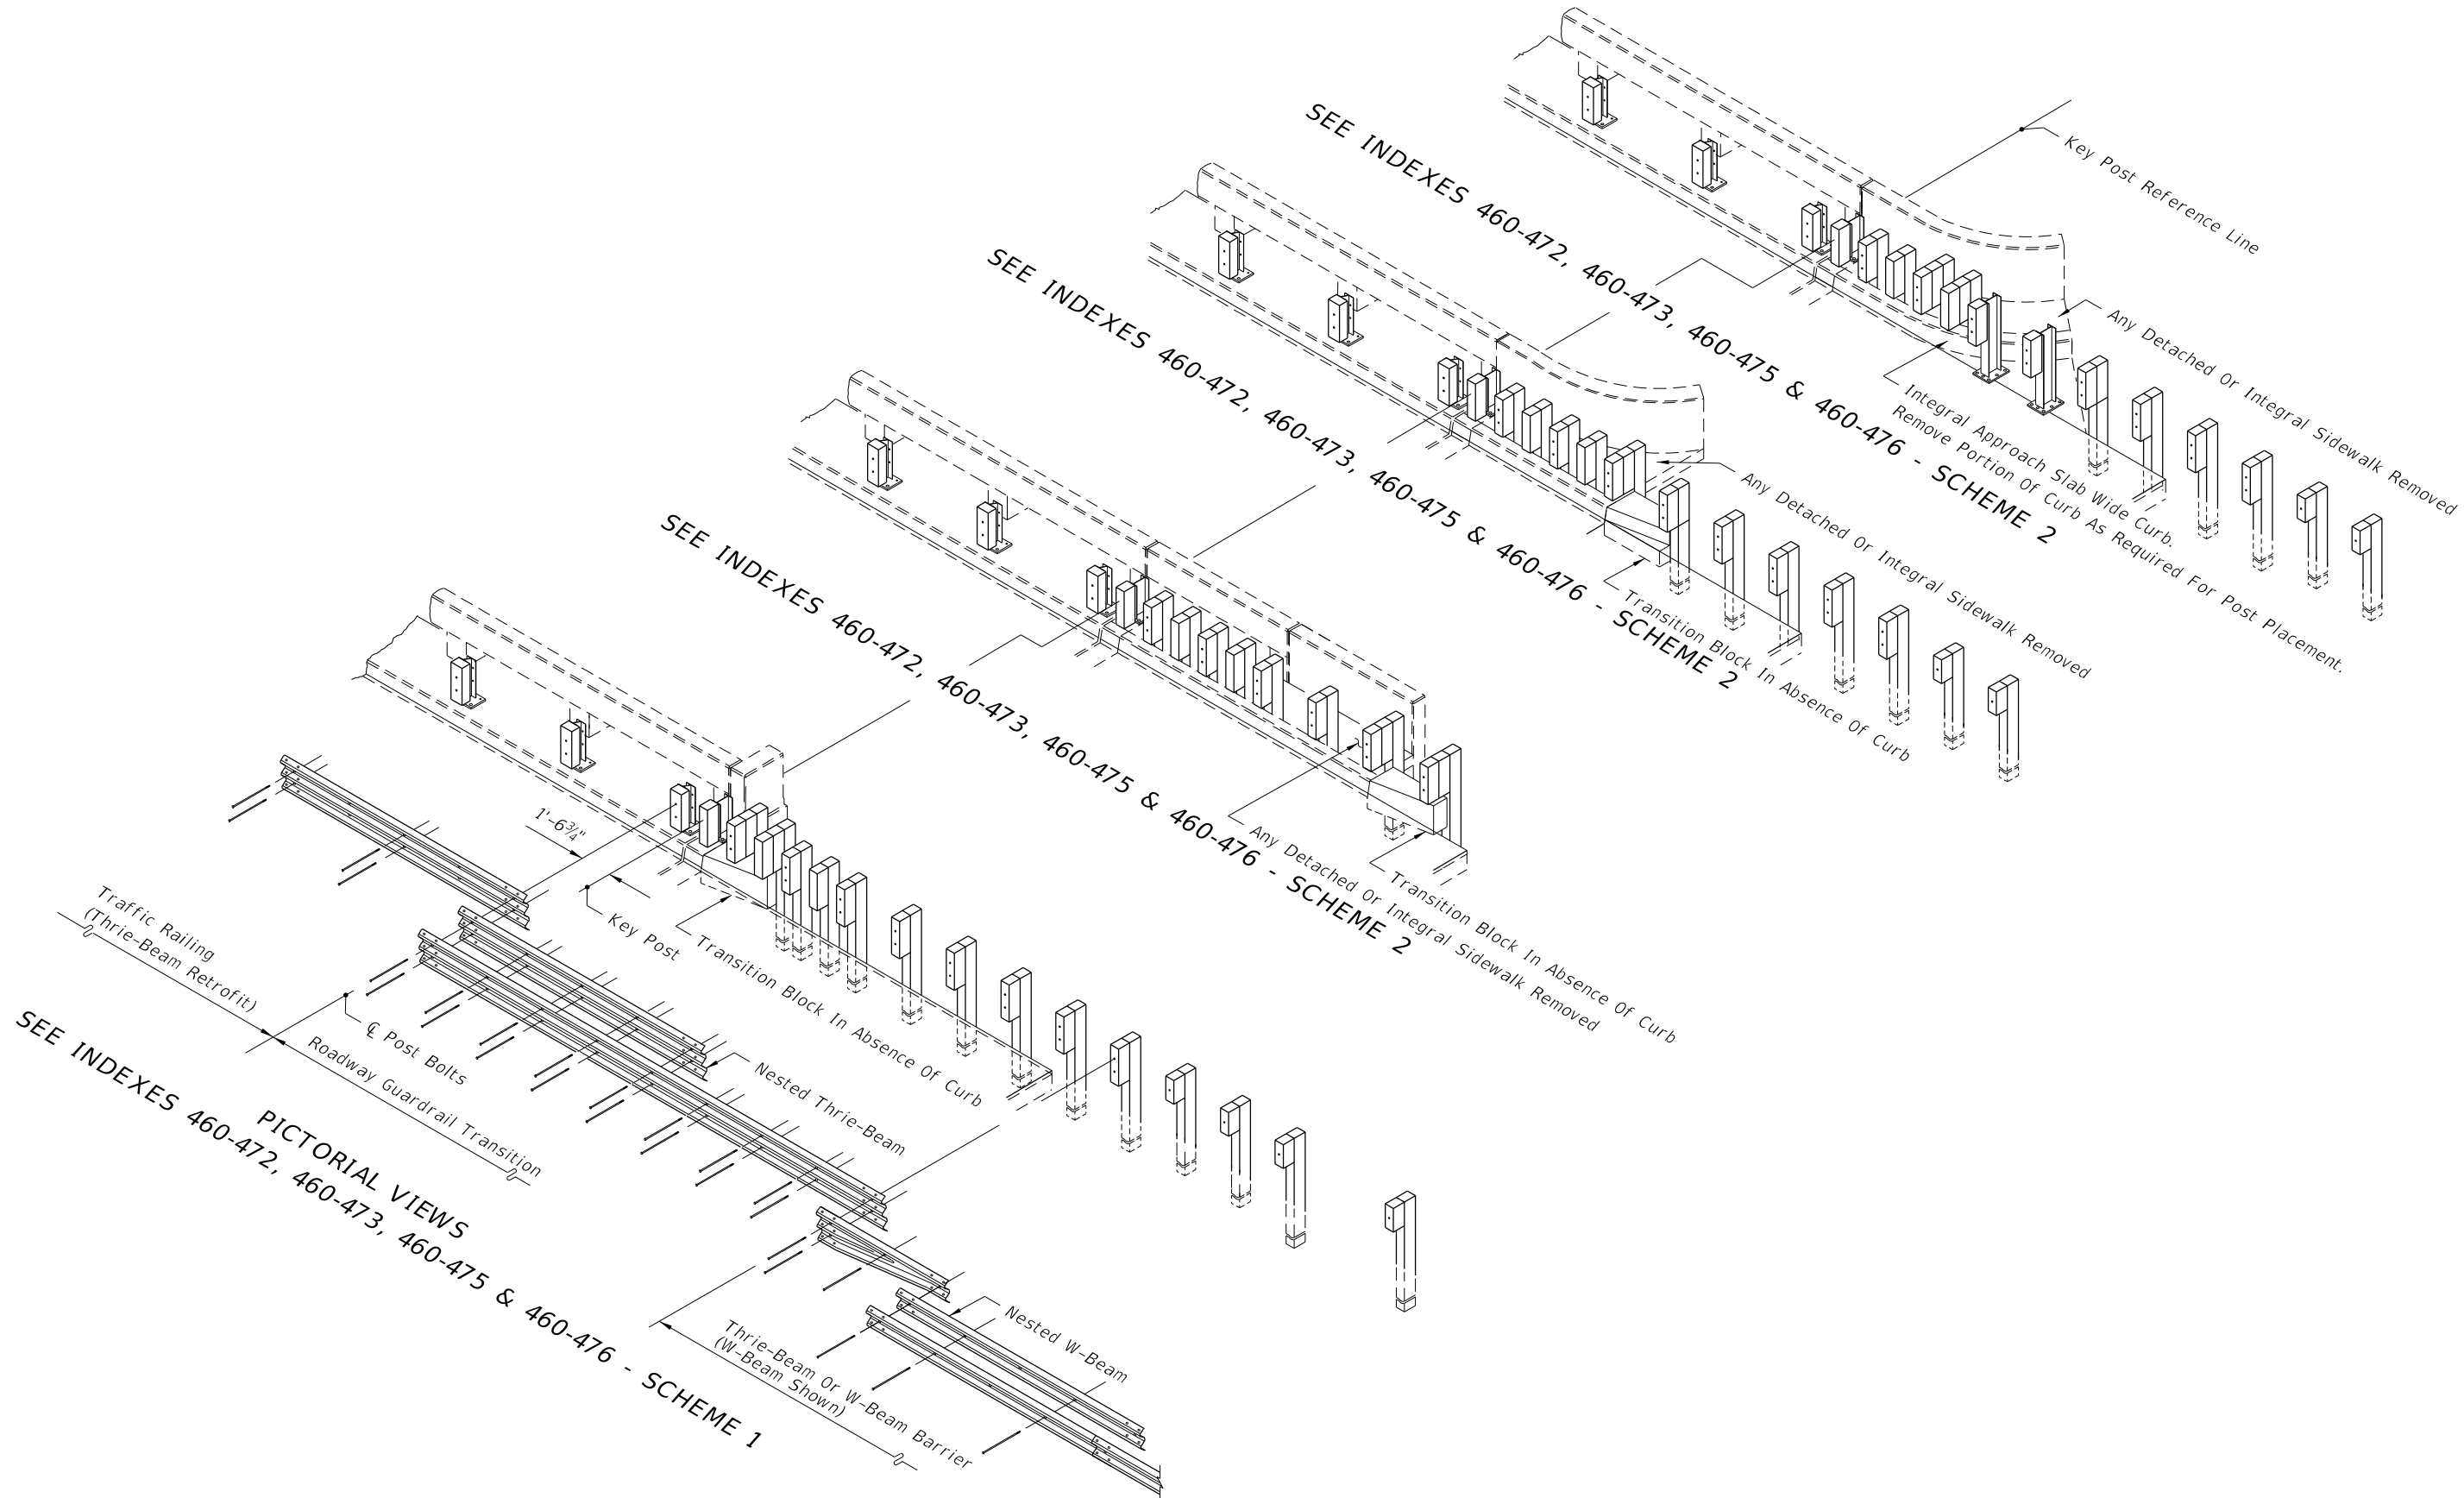 Key Post Reference Line
Any Detached Or Integral Sidewalk Removed
Integral Approach Slab Wide Curb.
Remove Portion Of Curb As Required For Post Placement.
SEE INDEXES 460-472, 460-473, 460-475 & 460-476 - SCHEME 2
Any Detached Or Integral Sidewalk Removed
Transition Block In Absence Of Curb
SEE INDEXES 460-472, 460-473, 460-475 & 460-476 - SCHEME 2
Transition Block In Absence Of Curb
Any Detached Or Integral Sidewalk Removed
SEE INDEXES 460-472, 460-473, 460-475 & 460-476 - SCHEME 2
1'-6¾"
Key Post
Transition Block In Absence Of Curb
Traffic Railing
(Thrie-Beam Retrofit)
℄ Post Bolts
Roadway Guardrail Transition
Nested Thrie-Beam
Nested W-Beam
Thrie-Beam Or W-Beam Barrier
(W-Beam Shown)
PICTORIAL VIEWS
SEE INDEXES 460-472, 460-473, 460-475 & 460-476 - SCHEME 1